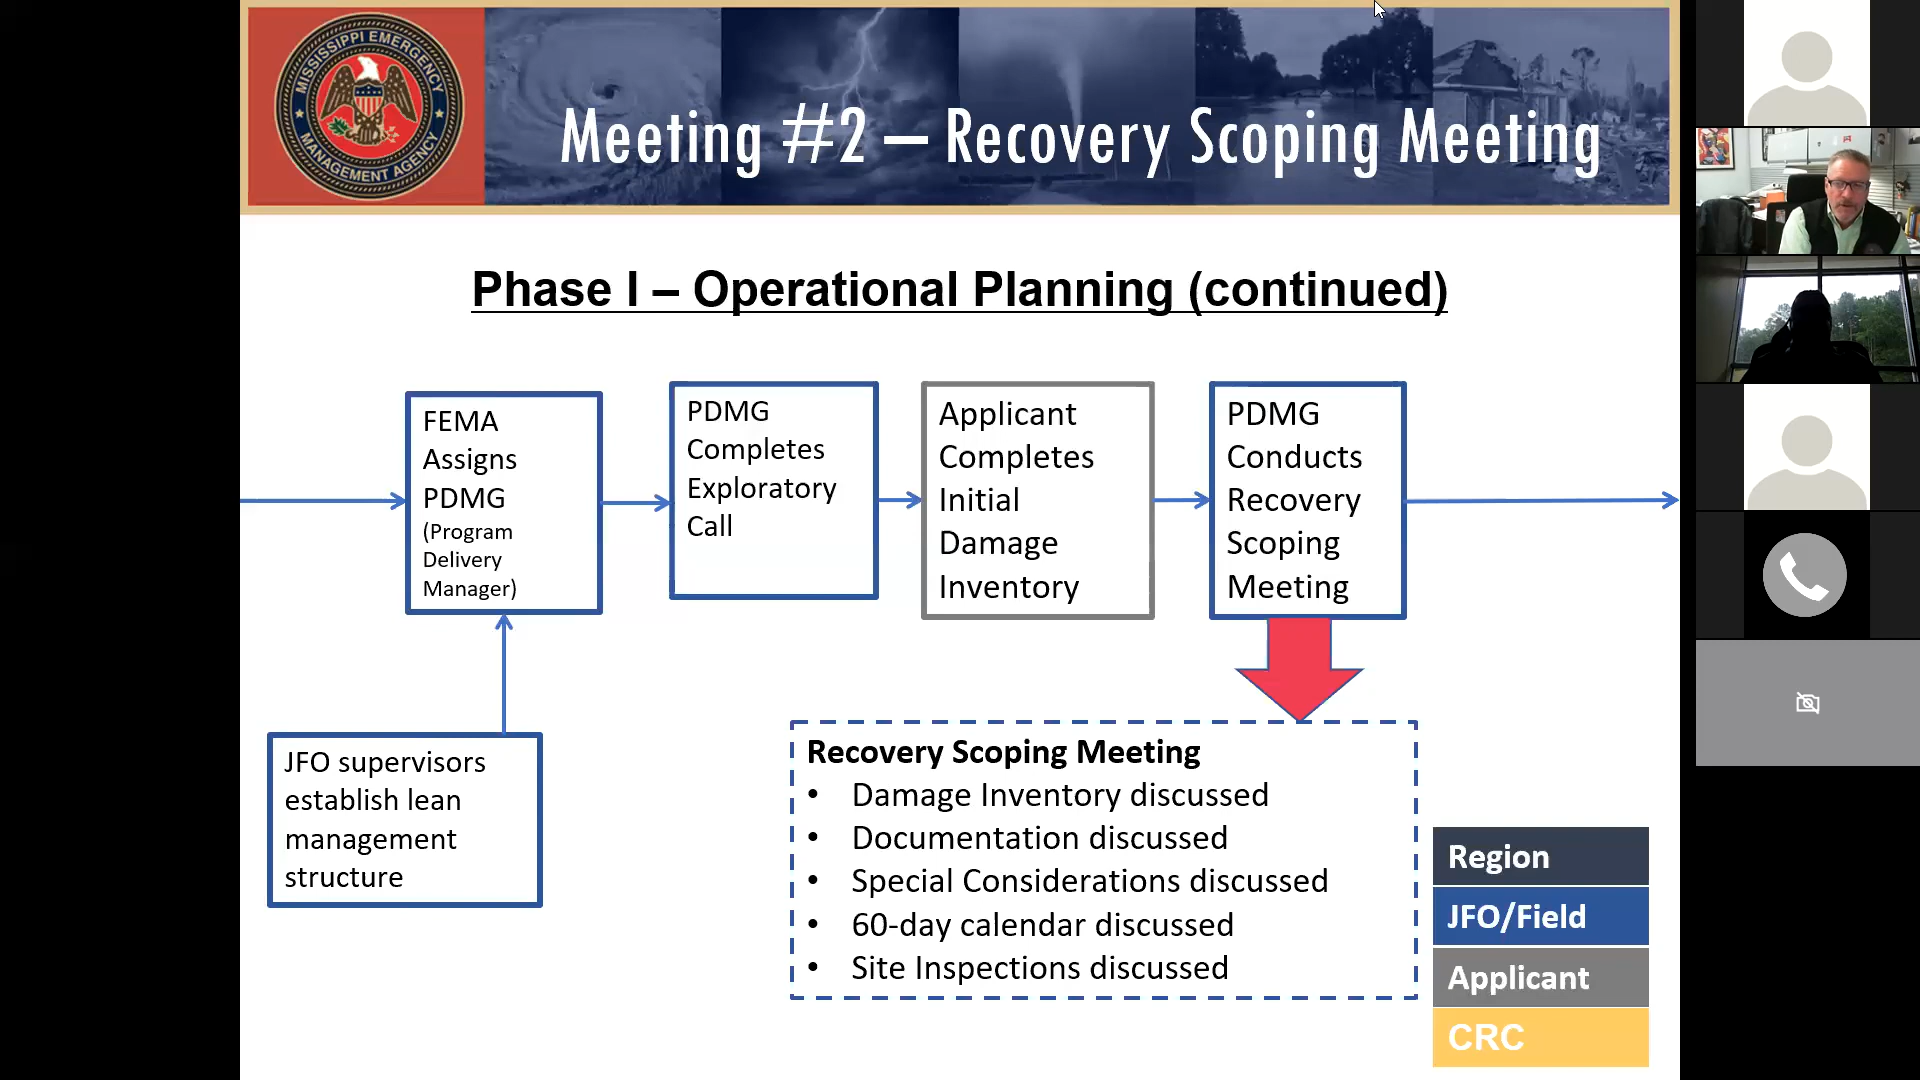 MISSISSIPPI EMERGENCY
MANAGEMENT AGENCY
Meeting #2 – Recovery Scoping Meeting
Phase I – Operational Planning (continued)
FEMA
Assigns
PDMG
(Program
Delivery
Manager)
PDMG
Completes
Exploratory
Call
Applicant
Completes
Initial
Damage
Inventory
PDMG
Conducts
Recovery
Scoping
Meeting
JFO supervisors
establish lean
management
structure
Recovery Scoping Meeting
• Damage Inventory discussed
• Documentation discussed
• Special Considerations discussed
• 60-day calendar discussed
• Site Inspections discussed
Region
JFO/Field
Applicant
CRC